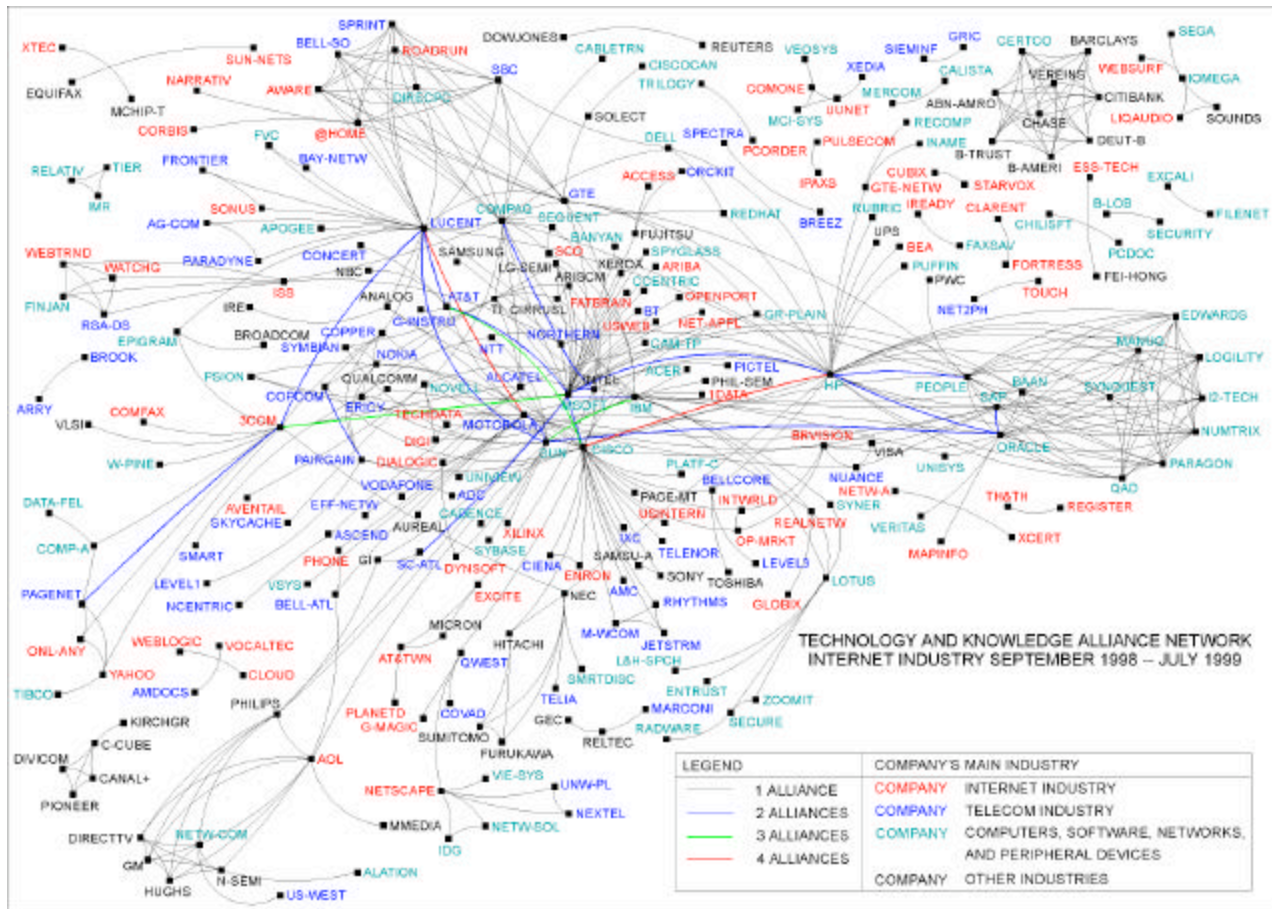 SPRINT
XTEC
BELL-SO
ROADRUN
DOWJONES
REUTERS
CABLETRN
VEOSYS
SIEMINF
GRIC
CERTCO
BARCLAYS
SEGA
SUN-NETS
SBC
CISCOCAN
XEDIA
CALISTA
VEREINS
WEBSURF
IOMEGA
EQUIFAX
NARRATIV
AWARE
TRILOGY
COMONE
UUNET
MERCOM
ABN-AMRO
CITIBANK
MCHIP-T
SOLECT
MCI-SYS
RECOMP
CHASE
LIQAUDIO
SOUNDS
CORBIS
@HOME
FVC
DELL
SPECTRA
PULSECOM
INAME
DEUT-B
PCORDER
B-TRUST
B-AMERI
FRONTIER
BAY-NETW
ORCKIT
IPAXS
CUBIX
GTE-NETW
STARVOX
ESS-TECH
EXCALI
RELATIV
TIER
IMR
GTE
ACCESS
SONUS
COMPAQ
SEQUENT
REDHAT
BREEZ
RUBRIC
IREADY
CLARENT
B-LOB
FILENET
AG-COM
APOGEE
LUCENT
FUJITSU
UPS
CHILISFT
SECURITY
BANYAN
SPYGLASS
BEA
FAXSAV
PCDOC
WEBTRND
WATCHG
PARADYNE
CONCERT
SAMSUNG
SCO
LG-SEMI
XEROX
ARIBA
PUFFIN
FORTRESS
FEI-HONG
NBC
ARISCM
CCENTRIC
PWC
ISS
ANALOG
AT&T
FATBRAIN
OPENPORT
TOUCH
FINJAN
IRE
TI
CIRRUSL
BT
NET2PH
RSA-DS
G-INSTRU
USWEB
NET-APPL
GR-PLAIN
EDWARDS
EPIGRAM
BROADCOM
COPPER
NORTHERN
SYMBIAN
NTT
CAM-TP
MANUG
BROOK
NOKIA
LOGILITY
ACER
PICTEL
PSION
QUALCOMM
ALCATEL
INTEL
HP
PEOPLE
BAAN
NOVELL
PHIL-SEM
SYNQUEST
I2-TECH
ARRY
COPCOM
ERICY
MSOFT
IBM
1DATA
SAP
COMFAX
3COM
TECHDATA
MOTOROLA
VLSI
NUMTRIX
DIGI
SUN
CISCO
BRVISION
VISA
ORACLE
W-PINE
PAIRGAIN
DIALOGIC
UNISYS
PARAGON
PLATF-C
BELLCORE
NUANCE
QAD
VODAFONE
UNIVIEW
ADC
NETW-A
DATA-FEL
AVENTAIL
EFF-NETW
PAGE-MT
INTWRLD
SYNER
TH&TH
REGISTER
SKYCACHE
AUREAL
CADENCE
USINTERN
REALNETW
VERITAS
XILINX
COMP-A
SMART
ASCEND
SYBASE
IXC
OP-MRKT
MAPINFO
XCERT
PHONE
GI
SC-ATL
DYNSOFT
CIENA
TELENOR
SAMSU-A
ENRON
SONY
LEVEL3
LEVEL1
VSYS
TOSHIBA
LOTUS
PAGENET
NCENTRIC
BELL-ATL
EXCITE
NEC
AMC
RHYTHMS
GLOBIX
MICRON
HITACHI
M-WCOM
JETSTRM
ONL-ANY
WEBLOGIC
VOCALTEC
TECHNOLOGY AND KNOWLEDGE ALLIANCE NETWORK
INTERNET INDUSTRY SEPTEMBER 1998 -- JULY 1999
YAHOO
CLOUD
AT&TWN
QWEST
L&H-SPCH
SMRTDISC
ENTRUST
TIBCO
AMDOCS
PHILIPS
TELIA
MARCONI
ZOOMIT
PLANETD
G-MAGIC
COVAD
GEC
SECURE
KIRCHGR
SUMITOMO
RELTEC
RADWARE
C-CUBE
DIVICOM
AOL
FURUKAWA
CANAL+
VIE-SYS
PIONEER
NETSCAPE
UNW-PL
NEXTEL
DIRECTTV
NETW-COM
MMEDIA
NETW-SOL
IDG
GM
HUGHS
N-SEMI
ALATION
US-WEST
LEGEND
COMPANY'S MAIN INDUSTRY
1 ALLIANCE
COMPANY INTERNET INDUSTRY
2 ALLIANCES
COMPANY TELECOM INDUSTRY
3 ALLIANCES
COMPANY COMPUTERS, SOFTWARE, NETWORKS,
AND PERIPHERAL DEVICES
4 ALLIANCES
COMPANY OTHER INDUSTRIES